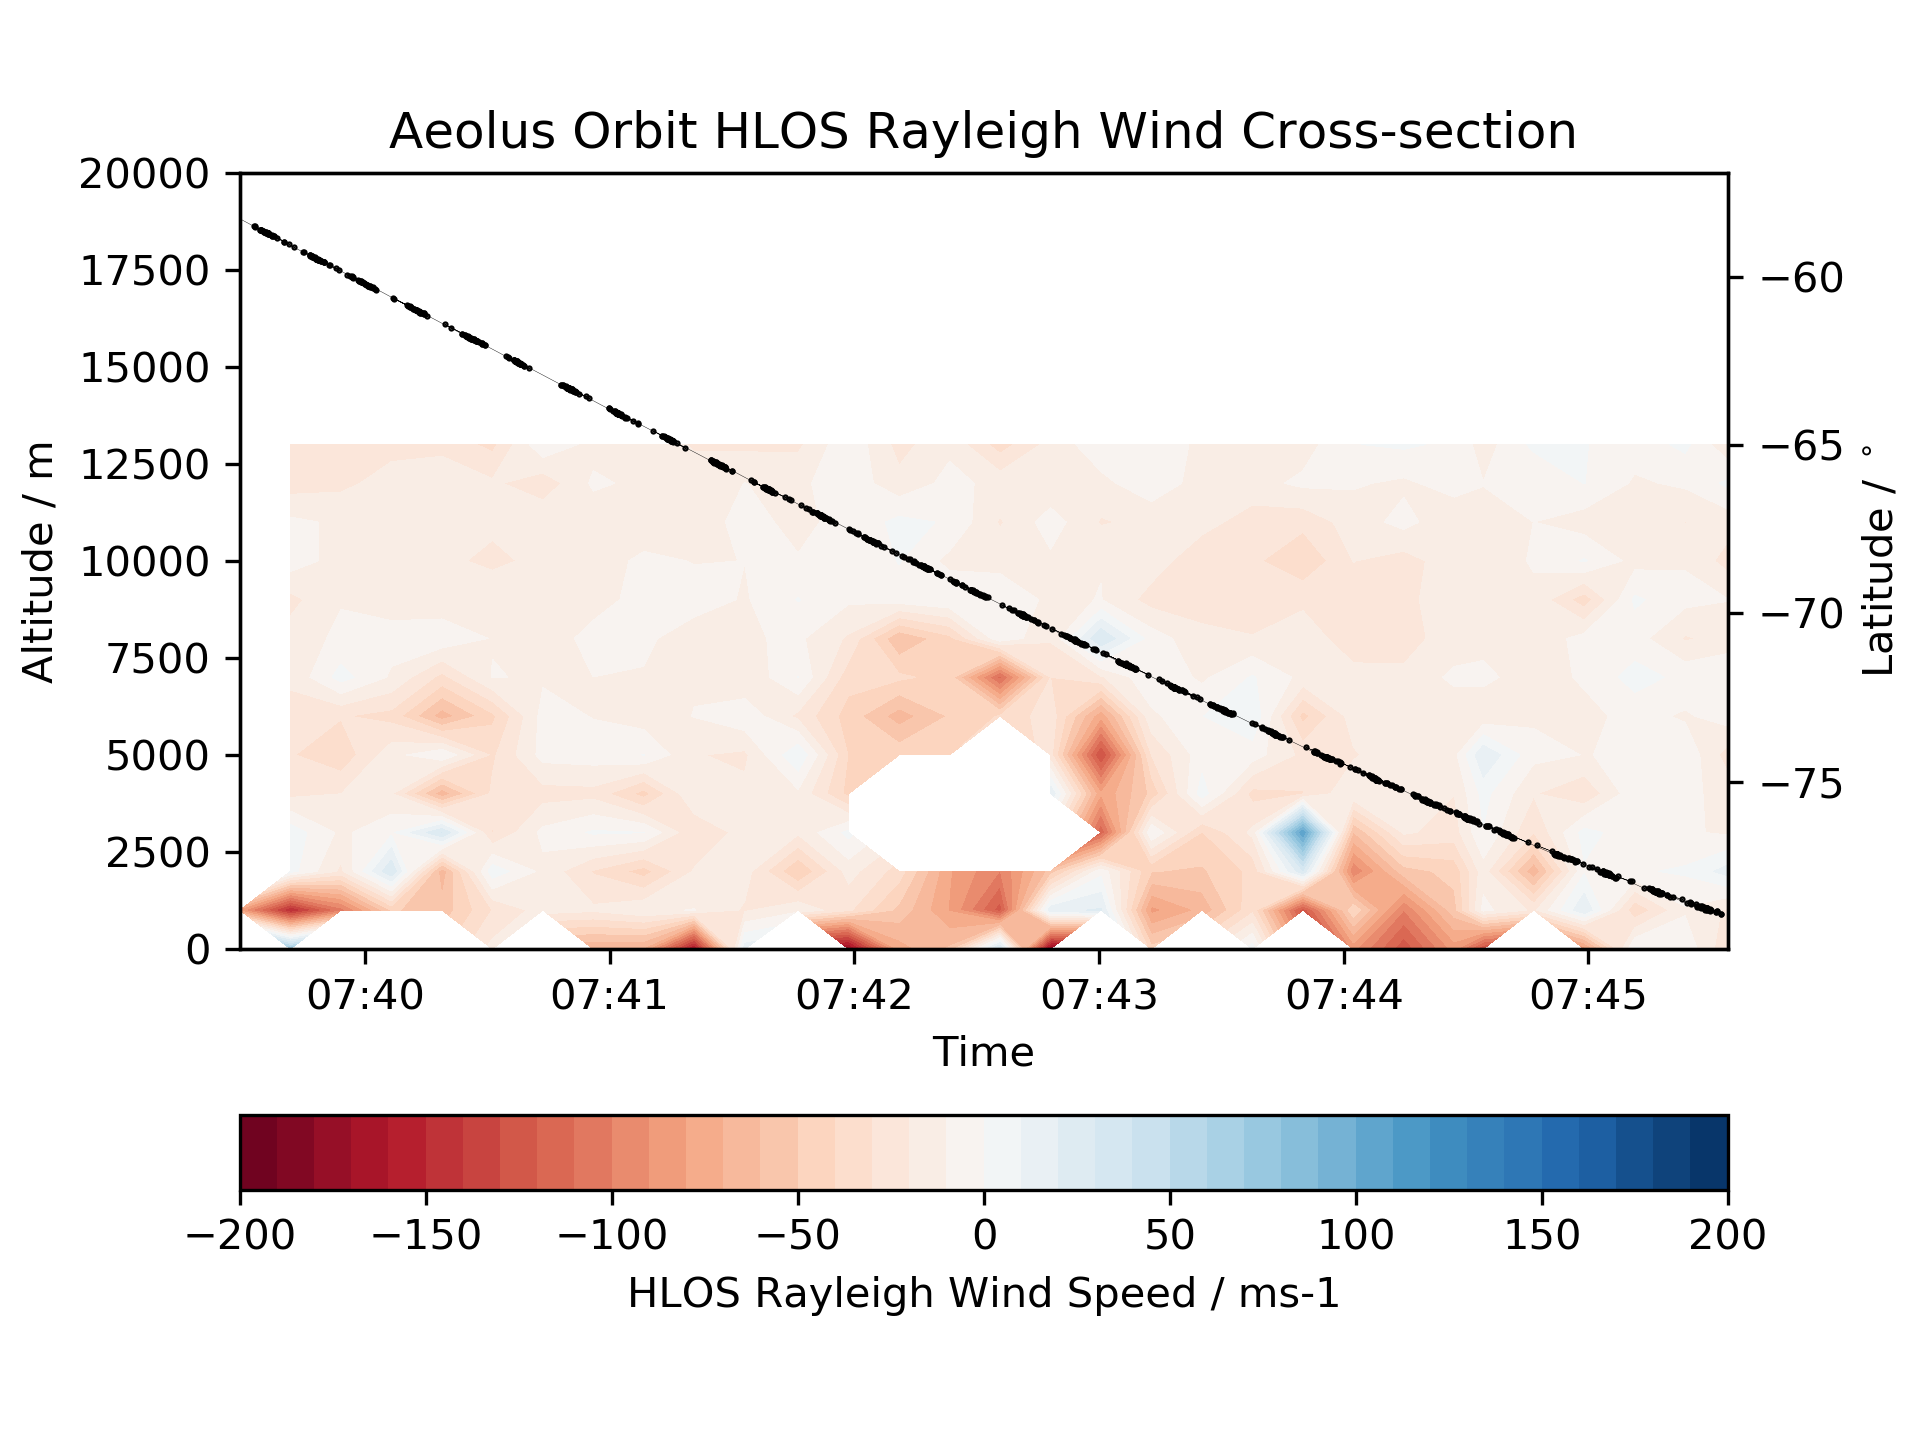 Aeolus Orbit HLOS Rayleigh Wind Cross-section
20000
17500
15000
12500
10000
7500
5000
2500
0
Altitude / m
−60
−65
−70
−75
Latitude / °
07:40 07:41 07:42 07:43 07:44 07:45
Time
−200 −150 −100 −50 0 50 100 150 200
HLOS Rayleigh Wind Speed / ms-1